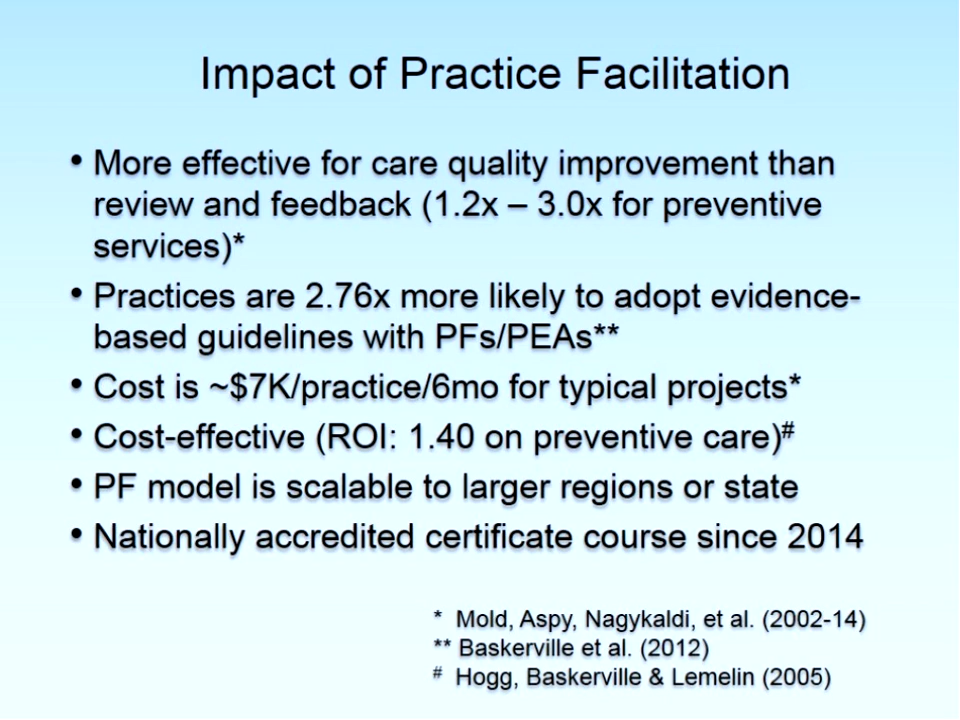 Impact of Practice Facilitation
• More effective for care quality improvement than
review and feedback (1.2x – 3.0x for preventive
services)*
• Practices are 2.76x more likely to adopt evidence-
based guidelines with PFs/PEAs**
• Cost is ~$7K/practice/6mo for typical projects*
• Cost-effective (ROI: 1.40 on preventive care)#
• PF model is scalable to larger regions or state
• Nationally accredited certificate course since 2014
* Mold, Aspy, Nagykaldi, et al. (2002-14)
** Baskerville et al. (2012)
# Hogg, Baskerville & Lemelin (2005)